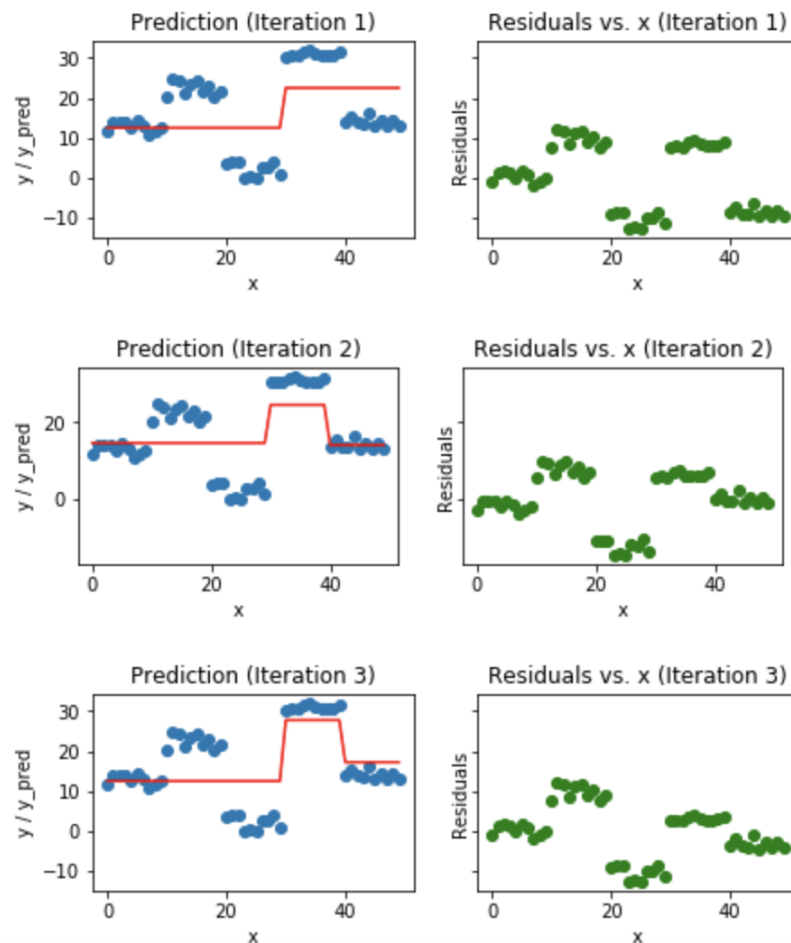 Prediction (Iteration 1)
y / y_pred
30
20
10
0
−10
0
20
40
x
Residuals vs. x (Iteration 1)
Residuals
0
20
40
x
Prediction (Iteration 2)
y / y_pred
20
0
0
20
40
x
Residuals vs. x (Iteration 2)
Residuals
0
20
40
x
Prediction (Iteration 3)
y / y_pred
30
20
10
0
−10
0
20
40
x
Residuals vs. x (Iteration 3)
Residuals
0
20
40
x